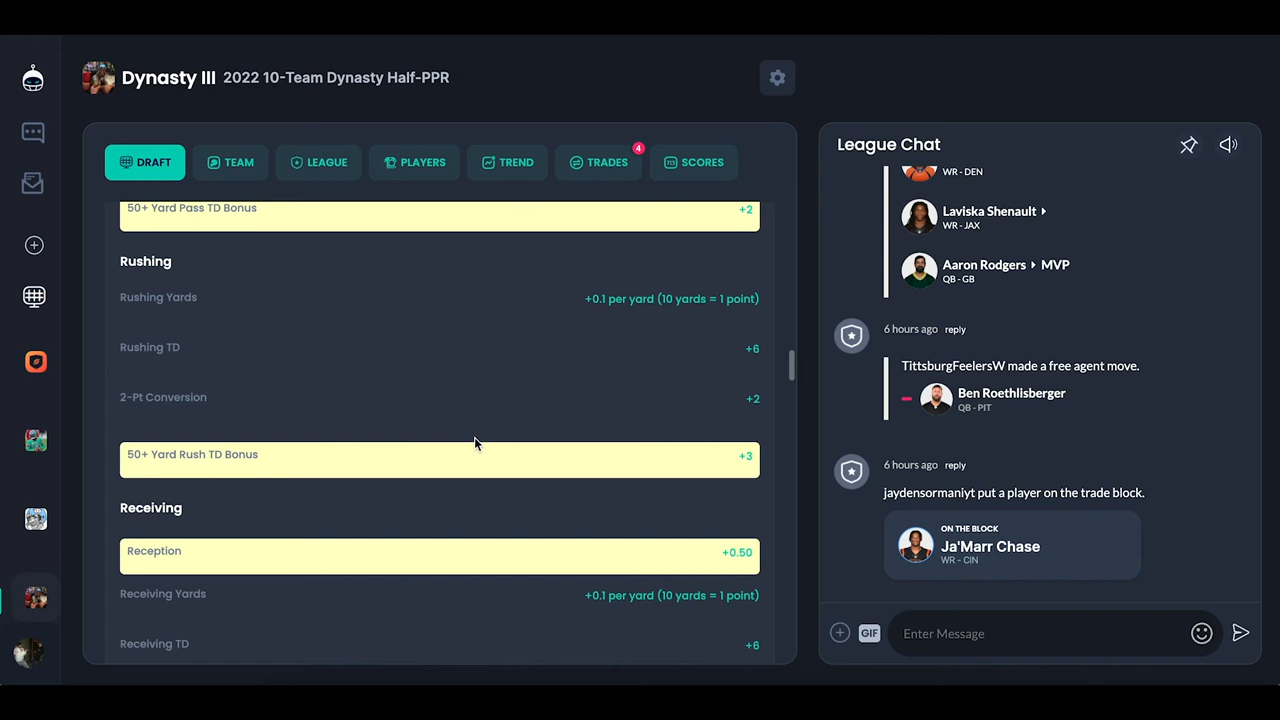 Dynasty III 2022 10-Team Dynasty Half-PPR
DRAFT TEAM LEAGUE PLAYERS TREND TRADES 4 SCORES
50+ Yard Pass TD Bonus +2
Rushing
Rushing Yards +0.1 per yard (10 yards = 1 point)
Rushing TD +6
2-Pt Conversion +2
50+ Yard Rush TD Bonus +3
Receiving
Reception +0.50
Receiving Yards +0.1 per yard (10 yards = 1 point)
Receiving TD +6
League Chat
WR - DEN
Laviska Shenault
WR - JAX
Aaron Rodgers MVP
QB - GB
6 hours ago reply
TittsburgFeelersW made a free agent move.
Ben Roethlisberger
QB - PIT
6 hours ago reply
jaydensormaniyt put a player on the trade block.
ON THE BLOCK
Ja'Marr Chase
WR - CIN
GIF Enter Message